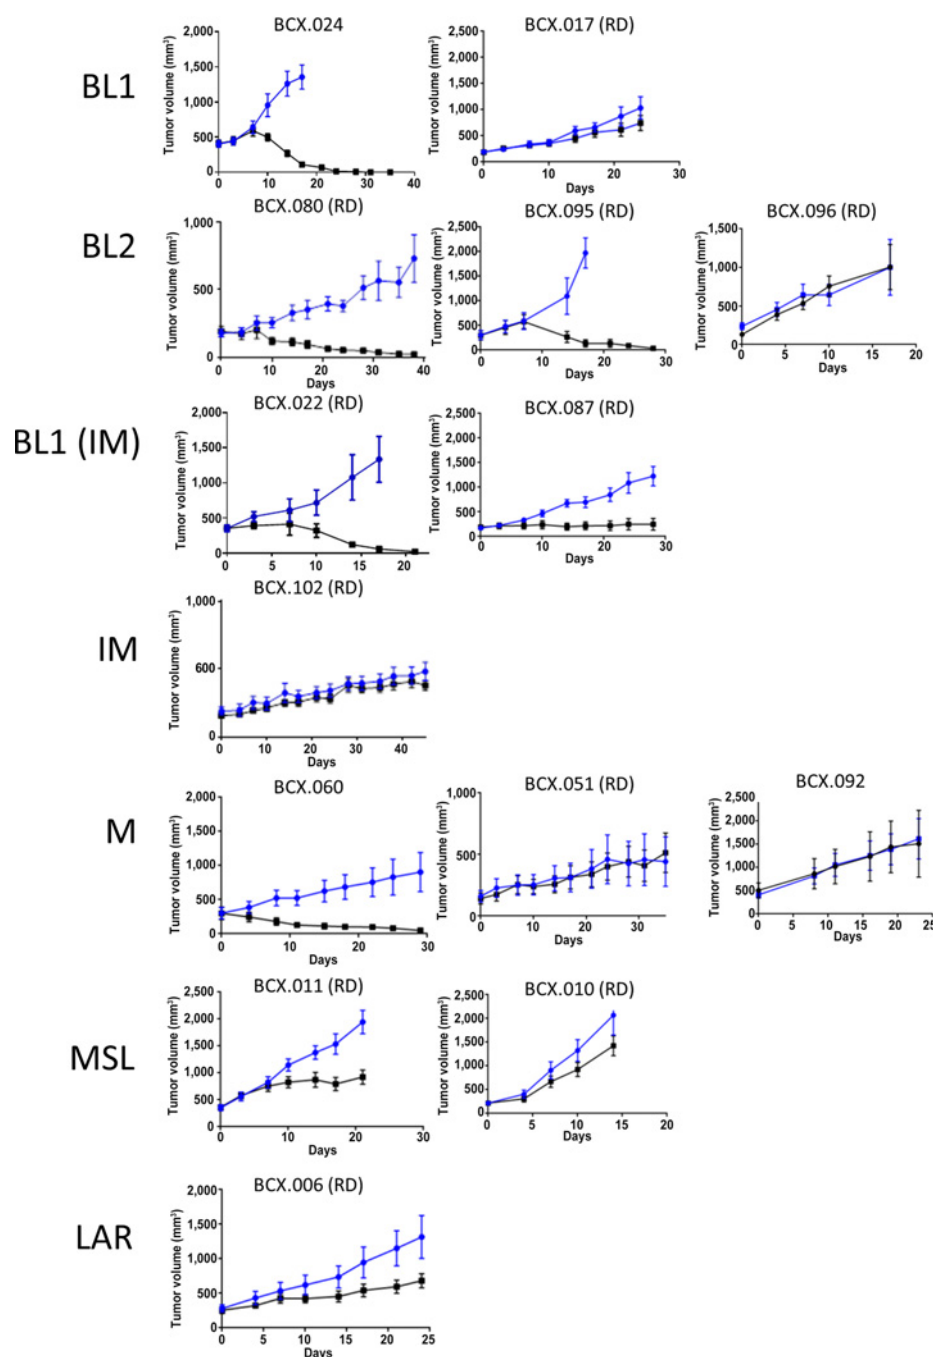 BL1
BCX.024
Tumor volume (mm³)
2,000
1,500
1,000
500
0
0 10 20 30 40
BCX.017 (RD)
Tumor volume (mm³)
2,500
2,000
1,500
1,000
500
0
0 10 20 30
Days
BL2
BCX.080 (RD)
Tumor volume (mm³)
1,000
500
0
0 10 20 30 40
Days
BCX.095 (RD)
Tumor volume (mm³)
2,500
2,000
1,500
1,000
500
0
0 10 20 30
Days
BCX.096 (RD)
Tumor volume (mm³)
1,500
1,000
500
0
0 5 10 15 20
Days
BL1 (IM)
BCX.022 (RD)
Tumor volume (mm³)
2,000
1,500
1,000
500
0
0 5 10 15 20
BCX.087 (RD)
Tumor volume (mm³)
2,500
2,000
1,500
1,000
500
0
0 10 20 30
Days
IM
BCX.102 (RD)
Tumor volume (mm³)
1,000
600
0
0 10 20 30 40
Days
M
BCX.060
Tumor volume (mm³)
2,000
1,500
1,000
500
0
0 10 20 30
Days
BCX.051 (RD)
Tumor volume (mm³)
1,000
500
0
0 10 20 30
Days
BCX.092
Tumor volume (mm³)
2,500
2,000
1,500
1,000
500
0
0 5 10 15 20 25
Days
MSL
BCX.011 (RD)
Tumor volume (mm³)
2,500
2,000
1,500
1,000
500
0
0 10 20 30
Days
BCX.010 (RD)
Tumor volume (mm³)
2,500
2,000
1,500
1,000
500
0
0 5 10 15 20
Days
LAR
BCX.006 (RD)
Tumor volume (mm³)
2,000
1,500
1,000
500
0
0 5 10 15 20 25
Days